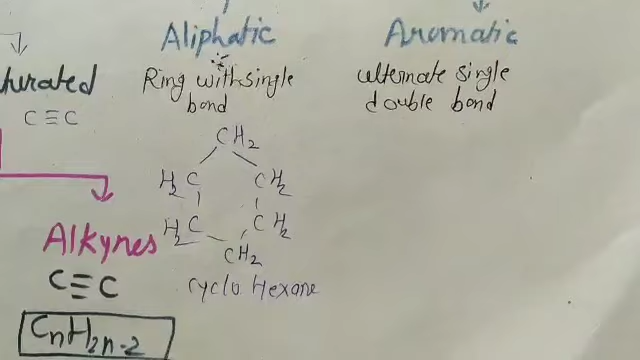 Aliphatic
Ring with single
bond
CH2
H2C CH2
H2C CH2
CH2
Cyclo Hexane
Aromatic
alternate single
double bond
C≡C
Alkynes
C≡C
CnH2n-2